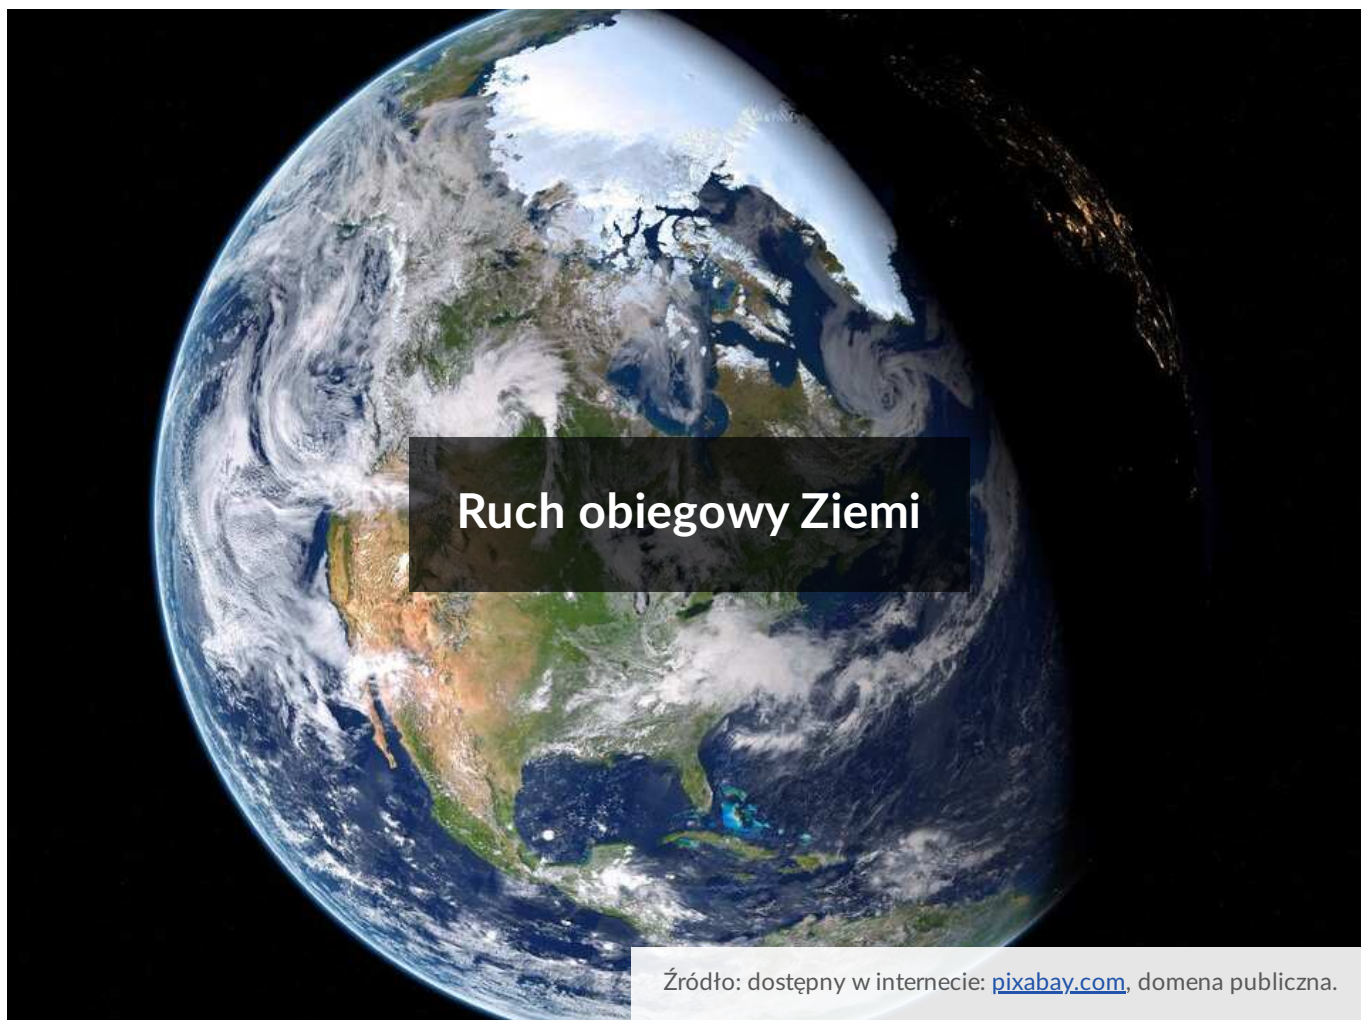 Ruch obiegowy Ziemi
Źródło: dostępny w internecie: pixabay.com, domena publiczna.